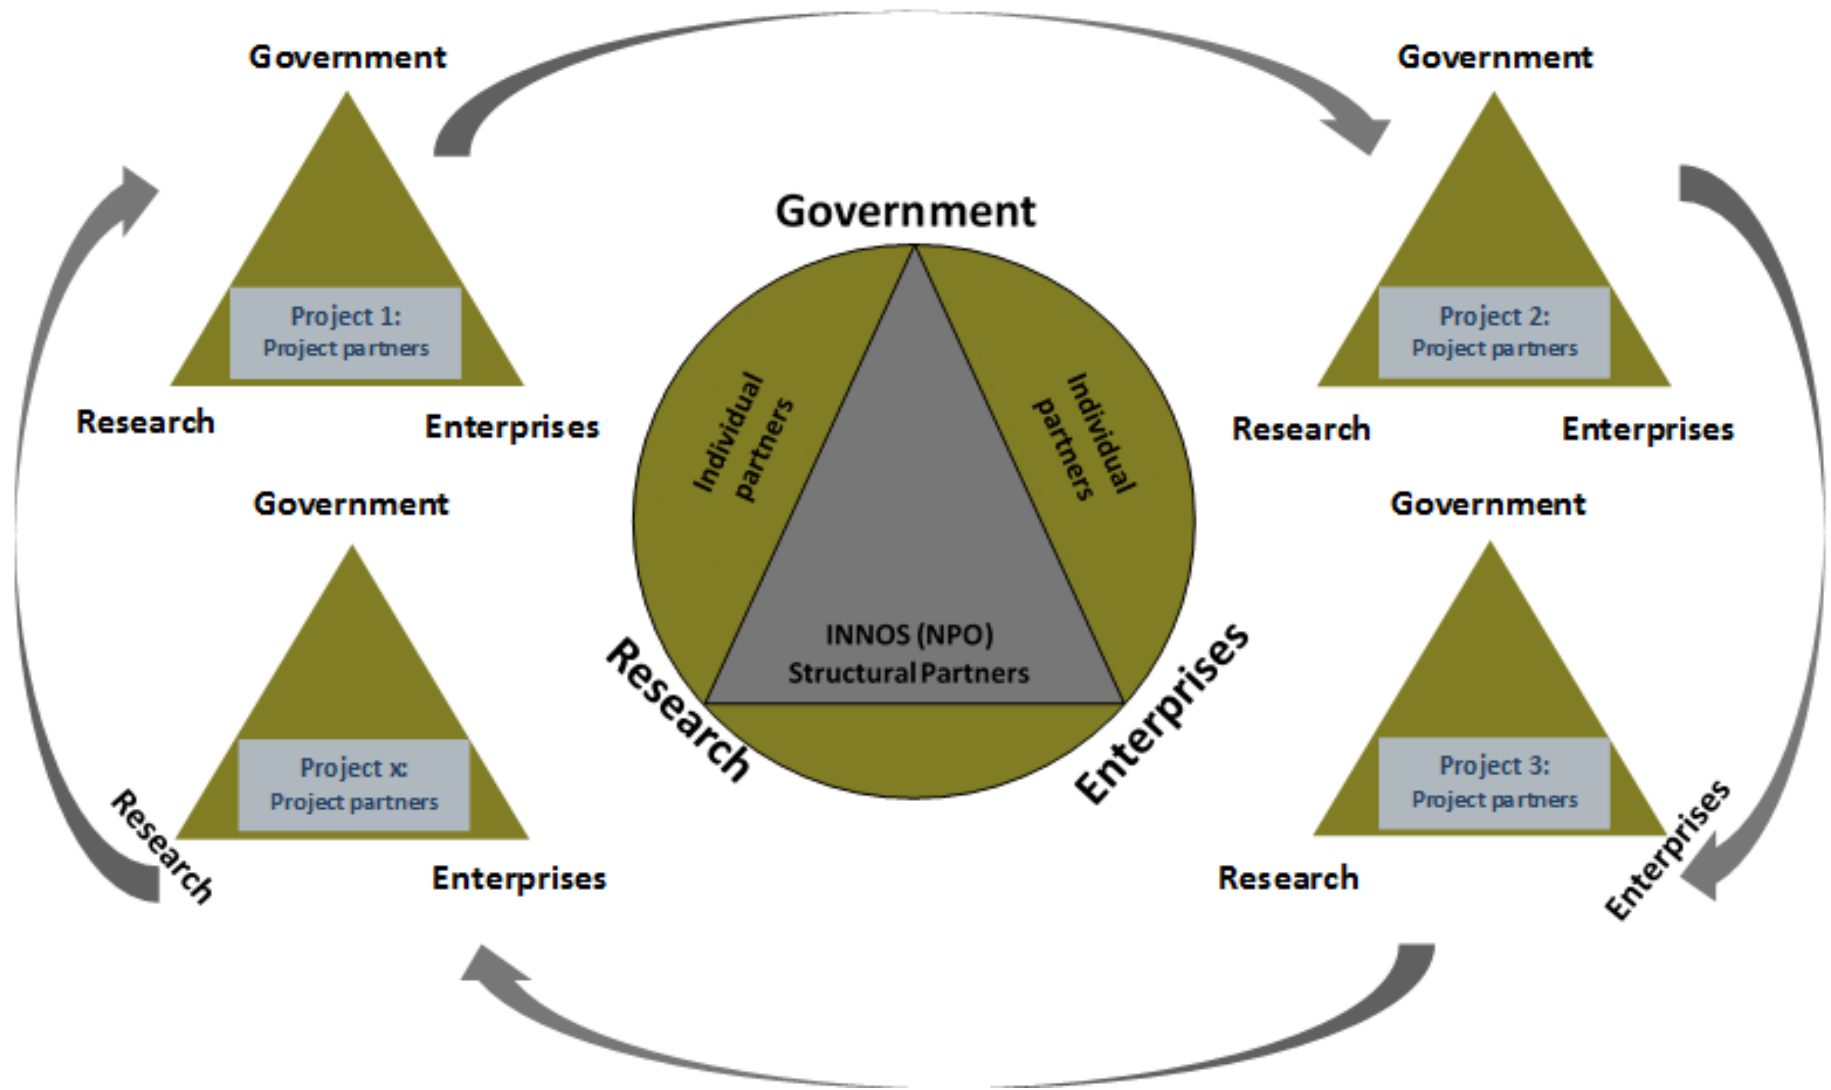 Government
Project 1:
Project partners
Research
Enterprises
Government
Project 2:
Project partners
Research
Enterprises
Government
Individual
partners
Individual
partners
INNOS (NPO)
Structural Partners
Research
Enterprises
Government
Project x:
Project partners
Research
Enterprises
Government
Project 3:
Project partners
Research
Enterprises